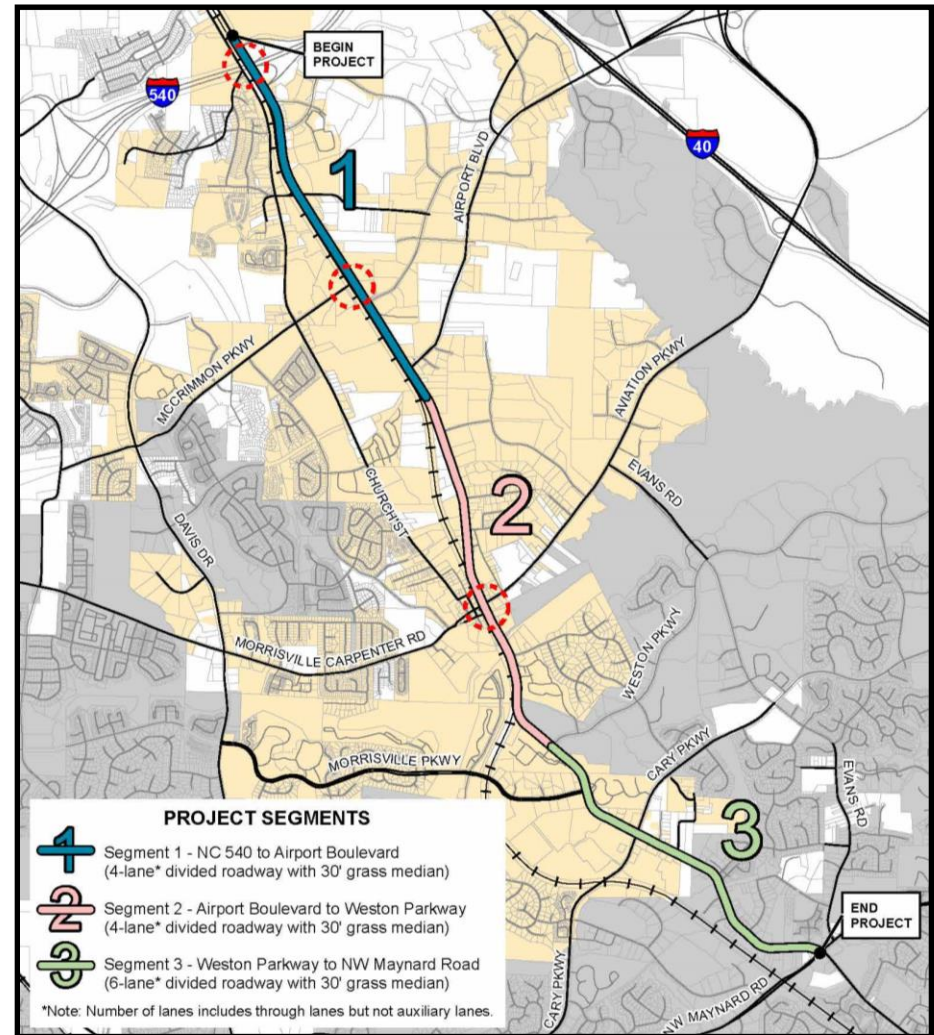 BEGIN
PROJECT
540
40
1
AIRPORT BLVD
MCCRIMMON PKWY
AVIATION PKWY
EVANS RD
2
CHURCH ST
DAVIS DR
MORRISVILLE CARPENTER RD
WESTON PKWY
MORRISVILLE PKWY
CARY PKWY
EVANS RD
3
END
PROJECT
CARY PKWY
NW MAYNARD RD
PROJECT SEGMENTS
1 Segment 1 - NC 540 to Airport Boulevard
(4-lane* divided roadway with 30' grass median)
2 Segment 2 - Airport Boulevard to Weston Parkway
(4-lane* divided roadway with 30' grass median)
3 Segment 3 - Weston Parkway to NW Maynard Road
(6-lane* divided roadway with 30' grass median)
*Note: Number of lanes includes through lanes but not auxiliary lanes.